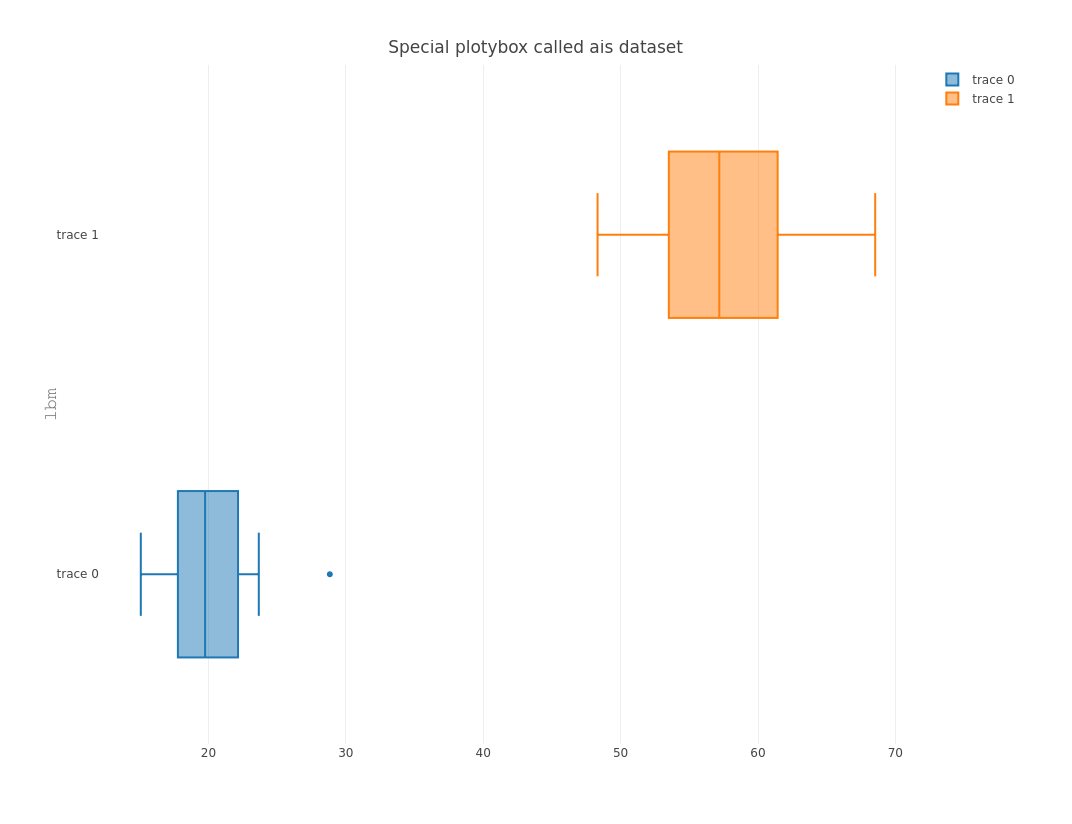 Special plotybox called ais dataset
trace 0
trace 1
trace 1
lbm
trace 0
20 30 40 50 60 70